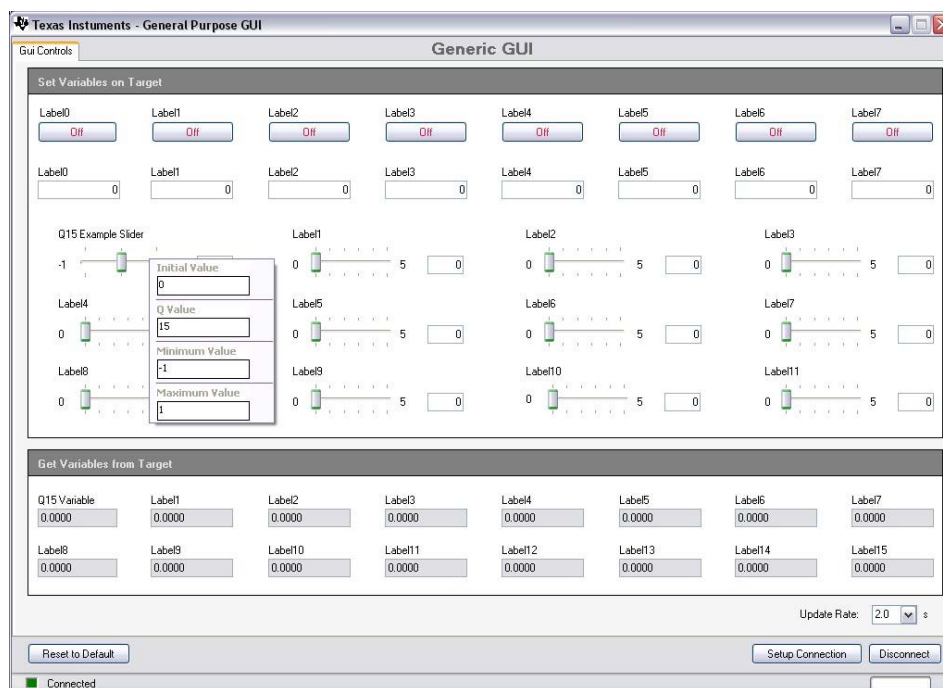 Texas Instuments - General Purpose GUI
Gui Controls
Generic GUI
Set Variables on Target
Label0 Label1 Label2 Label3 Label4 Label5 Label6 Label7
Off Off Off Off Off Off Off Off
Label0 Label1 Label2 Label3 Label4 Label5 Label6 Label7
0 0 0 0 0 0 0 0
Q15 Example Slider Label1 Label2 Label3
-1 0 5 0 0 5 0 0 5 0
Initial Value
0
Q Value
15
Minimum Value
-1
Maximum Value
1
Label4 Label5 Label6 Label7
0 0 5 0 0 5 0 0 5 0
Label8 Label9 Label10 Label11
0 0 5 0 0 5 0 0 5 0
Get Variables from Target
Q15 Variable Label1 Label2 Label3 Label4 Label5 Label6 Label7
0.0000 0.0000 0.0000 0.0000 0.0000 0.0000 0.0000 0.0000
Label8 Label9 Label10 Label11 Label12 Label13 Label14 Label15
0.0000 0.0000 0.0000 0.0000 0.0000 0.0000 0.0000 0.0000
Update Rate: 2.0 s
Reset to Default Setup Connection Disconnect
Connected